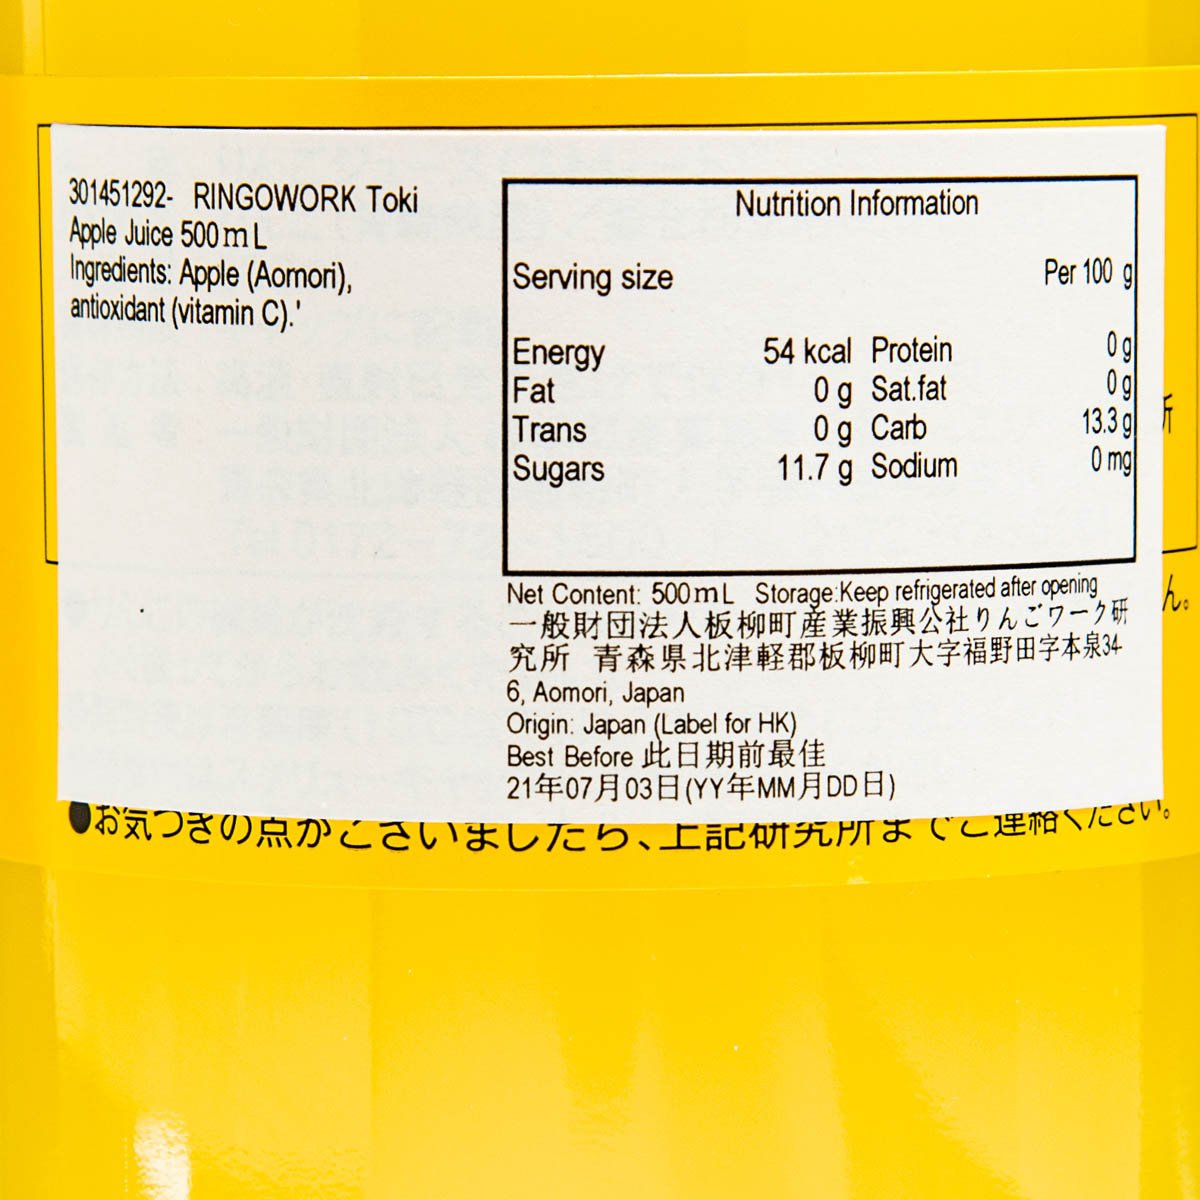 301451292- RINGOWORK Toki
Apple Juice 500mL
Ingredients: Apple (Aomori),
antioxidant (vitamin C).'
Nutrition Information
Serving size Per 100 g
Energy 54 kcal Protein 0 g
Fat 0 g Sat.fat 0 g
Trans 0 g Carb 13.3 g
Sugars 11.7 g Sodium 0 mg
Net Content: 500mL Storage:Keep refrigerated after opening
一般財団法人板柳町産業振興公社りんごワーク研
究所 青森県北津軽郡板柳町大字福野田字本泉34-
6, Aomori, Japan
Origin: Japan (Label for HK)
Best Before 此日期前最佳
21年07月03日(YY年MM月DD日)
所
ん。
●お気づきの点がございましたら、上記研究所までご連絡ください。